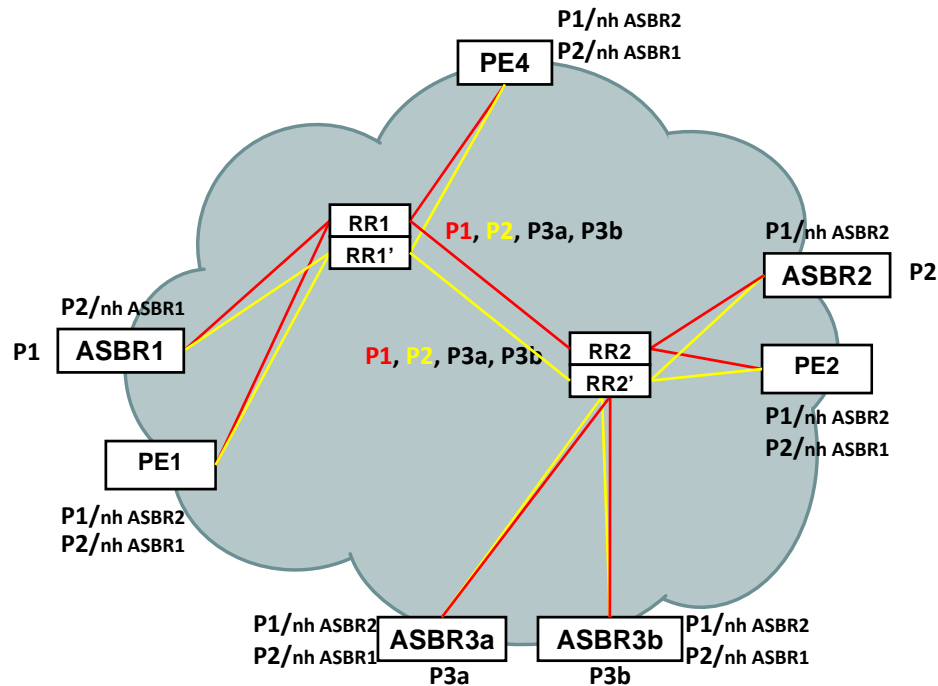 P1/nh ASBR2
P2/nh ASBR1
PE4
RR1
RR1’
P1, P2, P3a, P3b
P1/nh ASBR2
ASBR2
P2
P2/nh ASBR1
P1
ASBR1
P1, P2, P3a, P3b
RR2
RR2’
PE2
P1/nh ASBR2
P2/nh ASBR1
PE1
P1/nh ASBR2
P2/nh ASBR1
P1/nh ASBR2
P2/nh ASBR1
ASBR3a
P3a
ASBR3b
P3b
P1/nh ASBR2
P2/nh ASBR1